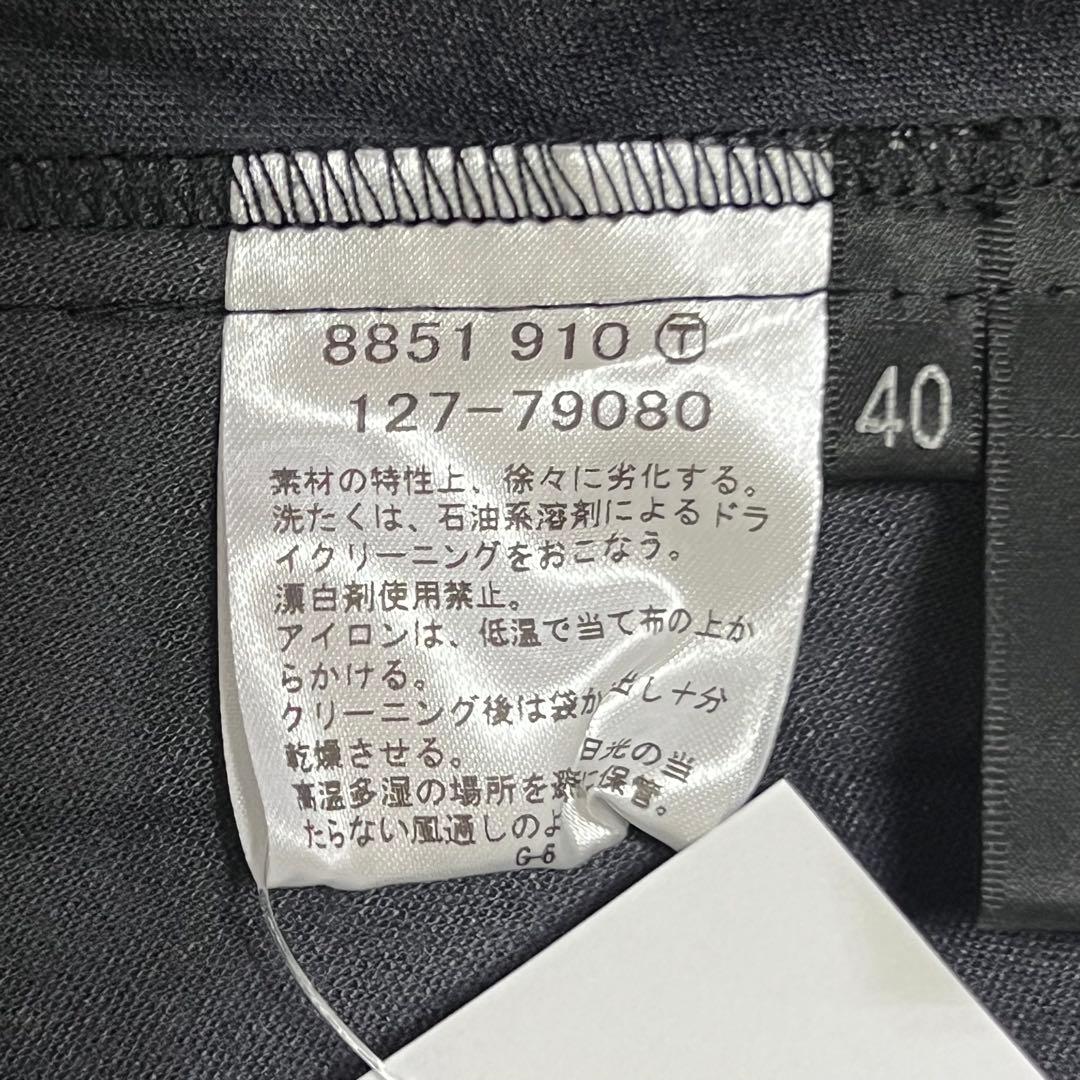 8851 910 Ⓣ
127-79080
40
素材の特性上、徐々に劣化する。
洗たくは、石油系溶剤によるドラ
イクリーニングをおこなう。
漂白剤使用禁止。
アイロンは、低温で当て布の上か
らかける。
クリーニング後は袋か 出し十分
乾燥させる。 日光の当
高温多湿の場所を避 に保管。
たらない風通しのよ
G-6